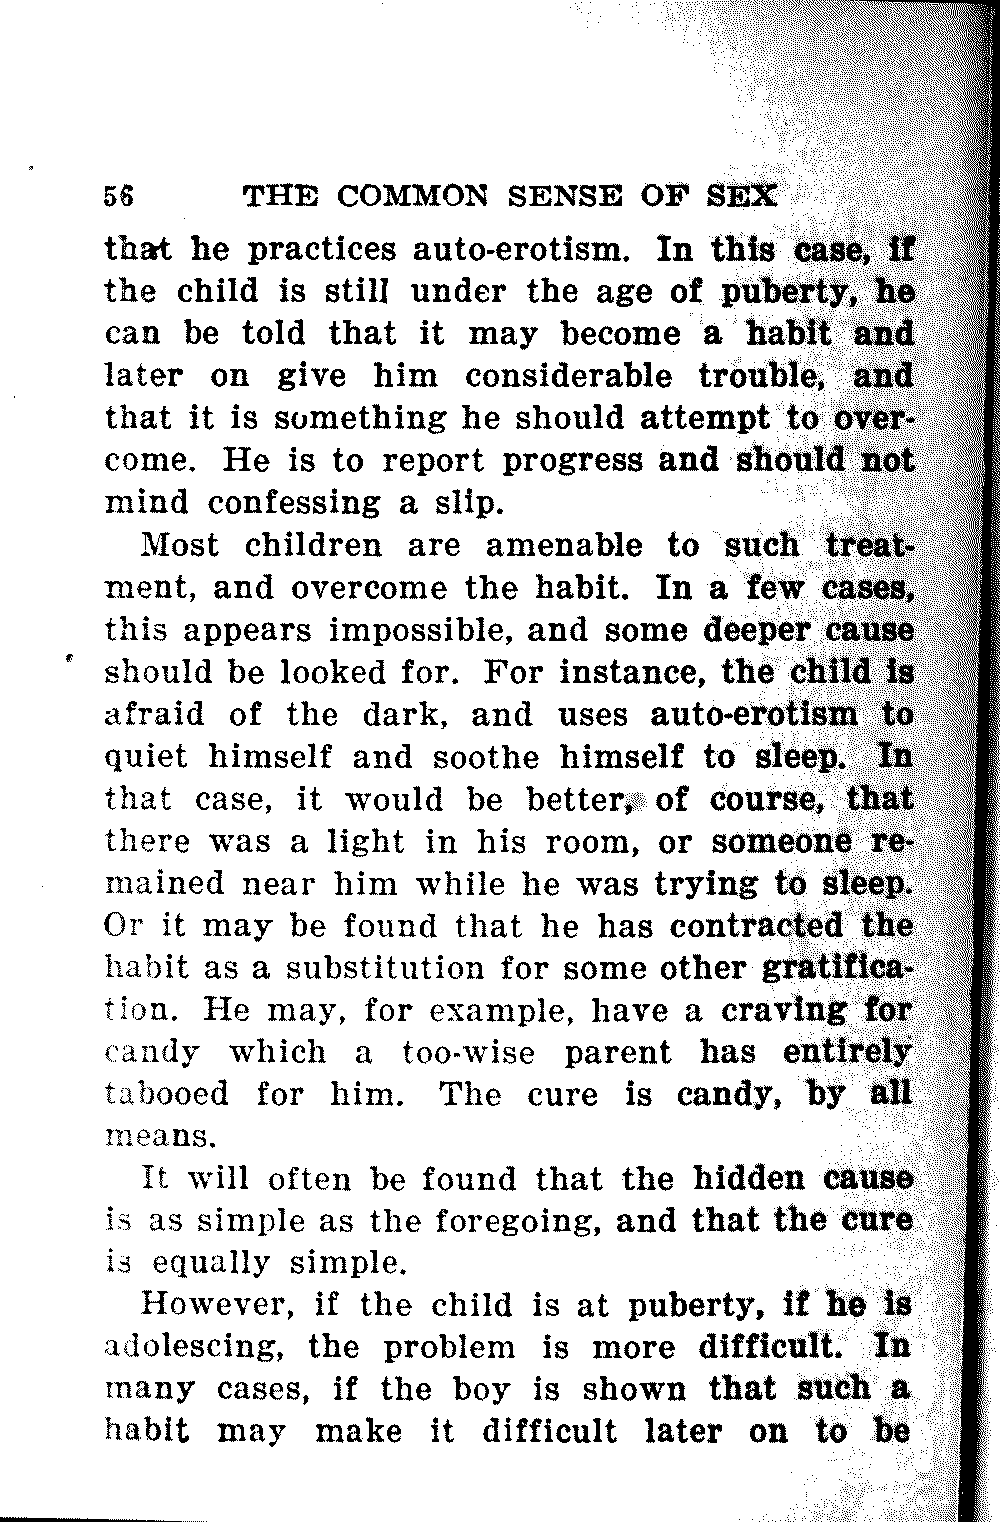 56 THE COMMON SENSE OF SEX
that he practices auto-erotism. In this case, if
the child is still under the age of puberty, he
can be told that it may become a habit and
later on give him considerable trouble, and
that it is something he should attempt to over-
come. He is to report progress and should not
mind confessing a slip.
Most children are amenable to such treat-
ment, and overcome the habit. In a few cases,
this appears impossible, and some deeper cause
should be looked for. For instance, the child is
afraid of the dark, and uses auto-erotism to
quiet himself and soothe himself to sleep. In
that case, it would be better, of course, that
there was a light in his room, or someone re-
mained near him while he was trying to sleep.
Or it may be found that he has contracted the
habit as a substitution for some other gratifica-
tion. He may, for example, have a craving for
candy which a too-wise parent has entirely
tabooed for him. The cure is candy, by all
means.
It will often be found that the hidden cause
is as simple as the foregoing, and that the cure
is equally simple.
However, if the child is at puberty, if he is
adolescing, the problem is more difficult. In
many cases, if the boy is shown that such a
habit may make it difficult later on to be